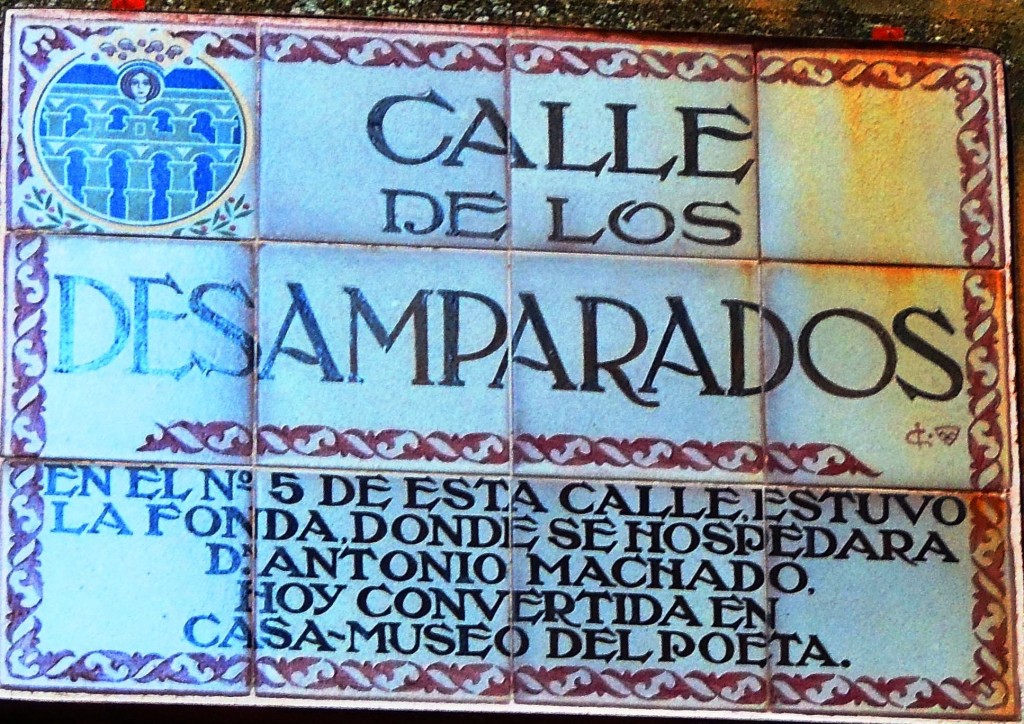 CALLE
DE LOS
DESAMPARADOS
EN EL Nº 5 DE ESTA CALLE, ESTUVO
LA FONDA, DONDE SE HOSPEDARA
D. ANTONIO MACHADO,
HOY CONVERTIDA EN
CASA-MUSEO DEL POETA.